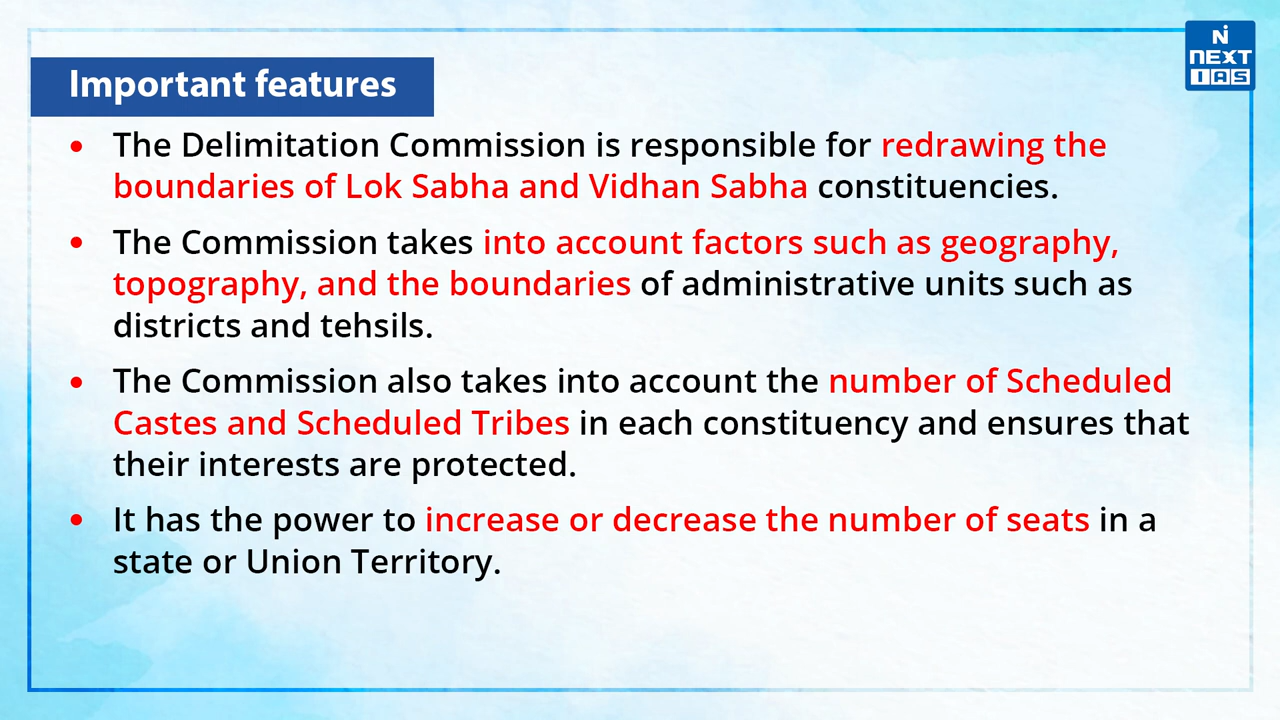 NEXT
IAS
Important features
• The Delimitation Commission is responsible for redrawing the
boundaries of Lok Sabha and Vidhan Sabha constituencies.
• The Commission takes into account factors such as geography,
topography, and the boundaries of administrative units such as
districts and tehsils.
• The Commission also takes into account the number of Scheduled
Castes and Scheduled Tribes in each constituency and ensures that
their interests are protected.
• It has the power to increase or decrease the number of seats in a
state or Union Territory.